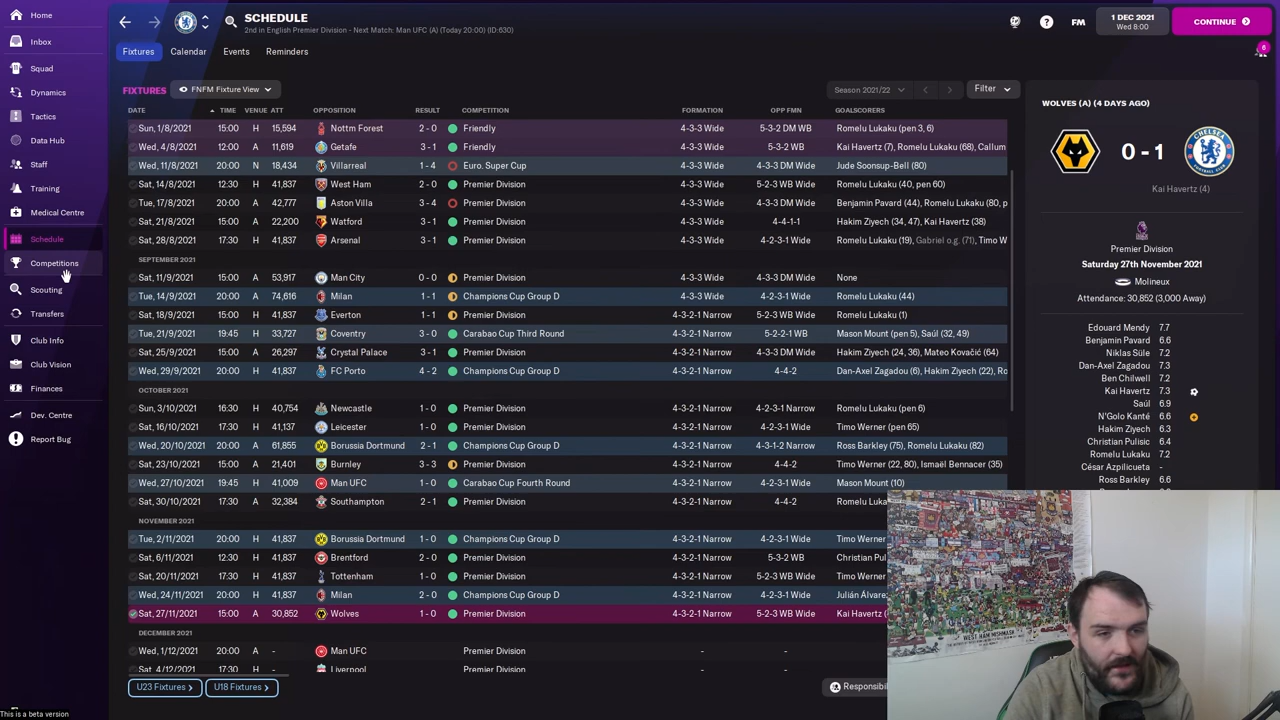 Home
Inbox
Squad
Dynamics
Tactics
Data Hub
Staff
Training
Medical Centre
Schedule
Competitions
Scouting
Transfers
Club Info
Club Vision
Finances
Dev. Centre
Report Bug
This is a beta version
SCHEDULE
2nd in English Premier Division - Next Match: Man UFC (A) (Today 20:00) (ID:630)
FM
1 DEC 2021
Wed 8:00
CONTINUE
6
Fixtures Calendar Events Reminders
FIXTURES FNFM Fixture View Season 2021/22 Filter
DATE TIME VENUE ATT OPPOSITION RESULT COMPETITION FORMATION OPP FMN GOALSCORERS
Sun, 1/8/2021 15:00 H 15,594 Nottm Forest 2 - 0 Friendly 4-3-3 Wide 5-3-2 DM WB Romelu Lukaku (pen 3, 6)
Wed, 4/8/2021 12:00 A 11,619 Getafe 3 - 1 Friendly 4-3-3 Wide 5-3-2 WB Kai Havertz (7), Romelu Lukaku (68), Callum
Wed, 11/8/2021 20:00 N 18,434 Villarreal 1 - 4 Euro. Super Cup 4-3-3 Wide 4-3-3 DM Wide Jude Soonsup-Bell (80)
Sat, 14/8/2021 12:30 H 41,837 West Ham 2 - 0 Premier Division 4-3-3 Wide 5-2-3 WB Wide Romelu Lukaku (40, pen 60)
Tue, 17/8/2021 20:00 A 42,777 Aston Villa 3 - 4 Premier Division 4-3-3 Wide 4-3-3 DM Wide Benjamin Pavard (44), Romelu Lukaku (80, p
Sat, 21/8/2021 15:00 A 22,200 Watford 3 - 1 Premier Division 4-3-3 Wide 4-4-1-1 Hakim Ziyech (34, 47), Kai Havertz (38)
Sat, 28/8/2021 17:30 H 41,837 Arsenal 3 - 1 Premier Division 4-3-3 Wide 4-2-3-1 Wide Romelu Lukaku (19), Gabriel o.g. (71), Timo W
SEPTEMBER 2021
Sat, 11/9/2021 15:00 A 53,917 Man City 0 - 0 Premier Division 4-3-3 Wide 4-3-3 DM Wide None
Tue, 14/9/2021 20:00 A 74,616 Milan 1 - 1 Champions Cup Group D 4-3-3 Wide 4-2-3-1 Wide Romelu Lukaku (44)
Sat, 18/9/2021 15:00 H 41,837 Everton 1 - 1 Premier Division 4-3-2-1 Narrow 4-2-3-1 Wide Romelu Lukaku (1)
Tue, 21/9/2021 19:45 H 33,727 Coventry 3 - 0 Carabao Cup Third Round 4-3-2-1 Narrow 5-2-2-1 WB Mason Mount (pen 5), Saúl (32, 49)
Sat, 25/9/2021 15:00 A 26,297 Crystal Palace 3 - 1 Premier Division 4-3-2-1 Narrow 4-3-3 DM Wide Hakim Ziyech (24, 36), Mateo Kovačić (64)
Wed, 29/9/2021 20:00 H 41,837 FC Porto 4 - 2 Champions Cup Group D 4-3-2-1 Narrow 4-4-2 Dan-Axel Zagadou (6), Hakim Ziyech (22), Ro
OCTOBER 2021
Sun, 3/10/2021 16:30 H 40,754 Newcastle 1 - 0 Premier Division 4-3-2-1 Narrow 4-2-3-1 Wide Romelu Lukaku (pen 6)
Sat, 16/10/2021 15:00 H 41,137 Leicester 1 - 0 Premier Division 4-3-2-1 Narrow 4-2-3-1 Wide Timo Werner (pen 65)
Wed, 20/10/2021 20:00 A 61,855 Borussia Dortmund 2 - 1 Champions Cup Group D 4-3-2-1 Narrow 4-3-1-2 Narrow Ross Barkley (75), Romelu Lukaku (82)
Sat, 23/10/2021 15:00 A 21,401 Burnley 3 - 3 Premier Division 4-3-2-1 Narrow 4-4-2 Timo Werner (22, 80), Ismaël Bennacer (35)
Wed, 27/10/2021 19:45 H 41,009 Man UFC 1 - 0 Carabao Cup Fourth Round 4-3-2-1 Narrow 4-2-3-1 Wide Mason Mount (10)
Sat, 30/10/2021 17:30 A 32,384 Southampton 2 - 1 Premier Division 4-3-2-1 Narrow 4-4-2 Romelu Luka
NOVEMBER 2021
Tue, 2/11/2021 20:00 H 41,837 Borussia Dortmund 1 - 0 Champions Cup Group D 4-3-2-1 Narrow 4-2-3-1 Wide Timo Werne
Sat, 6/11/2021 12:30 H 41,837 Brentford 2 - 0 Premier Division 4-3-2-1 Narrow 5-3-2 WB Christian Pul
Sat, 20/11/2021 17:30 H 41,837 Tottenham 1 - 0 Premier Division 4-3-2-1 Narrow 5-2-3 WB Wide Timo Werne
Wed, 24/11/2021 20:00 H 41,837 Milan 2 - 0 Champions Cup Group D 4-3-2-1 Narrow 4-2-3-1 Wide Julián Álvare
Sat, 27/11/2021 15:00 A 30,852 Wolves 1 - 0 Premier Division 4-3-2-1 Narrow 5-2-3 WB Wide Kai Havertz (
DECEMBER 2021
Wed, 1/12/2021 20:00 A - Man UFC Premier Division - -
Sat, 4/12/2021 17:30 H - Liverpool Premier Division - -
U23 Fixtures U18 Fixtures Responsibil
WOLVES (A) (4 DAYS AGO)
0 - 1
Kai Havertz (4)
Premier Division
Saturday 27th November 2021
Molineux
Attendance: 30,852 (3,000 Away)
Edouard Mendy 7.7
Benjamin Pavard 6.6
Niklas Süle 7.2
Dan-Axel Zagadou 7.3
Ben Chilwell 7.2
Kai Havertz 7.3
Saúl 6.9
N'Golo Kanté 6.6
Hakim Ziyech 6.3
Christian Pulisic 6.4
Romelu Lukaku 7.2
César Azpilicueta -
Ross Barkley 6.6
WEST HAM MISHMASH